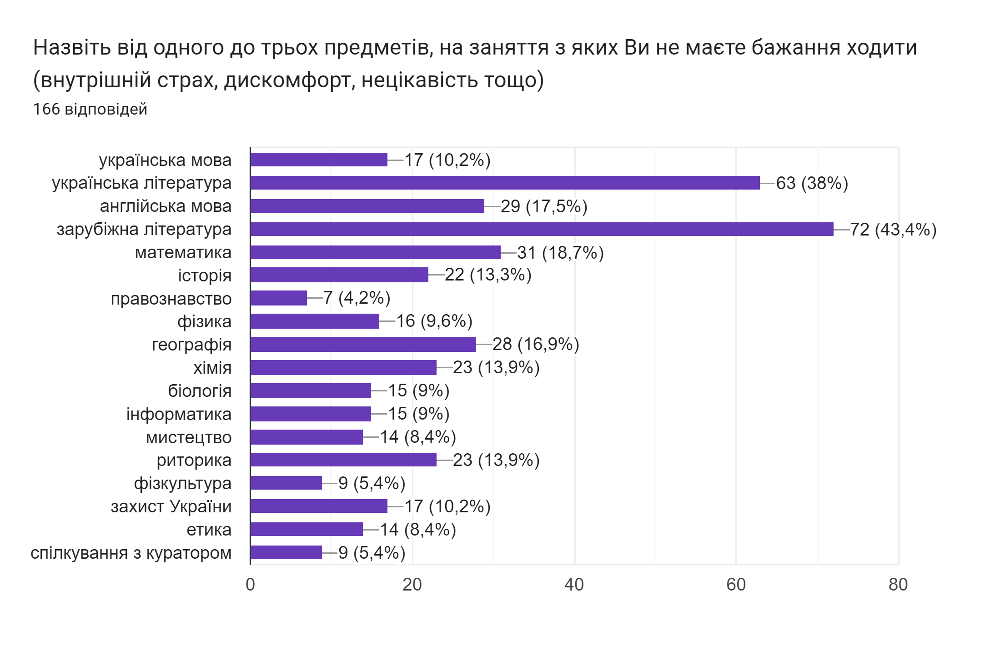 Назвіть від одного до трьох предметів, на заняття з яких Ви не маєте бажання ходити
(внутрішній страх, дискомфорт, нецікавість тощо)
166 відповідей
українська мова 17 (10,2%)
українська література 63 (38%)
англійська мова 29 (17,5%)
зарубіжна література 72 (43,4%)
математика 31 (18,7%)
історія 22 (13,3%)
правознавство 7 (4,2%)
фізика 16 (9,6%)
географія 28 (16,9%)
хімія 23 (13,9%)
біологія 15 (9%)
інформатика 15 (9%)
мистецтво 14 (8,4%)
риторика 23 (13,9%)
фізкультура 9 (5,4%)
захист України 17 (10,2%)
етика 14 (8,4%)
спілкування з куратором 9 (5,4%)
0 20 40 60 80